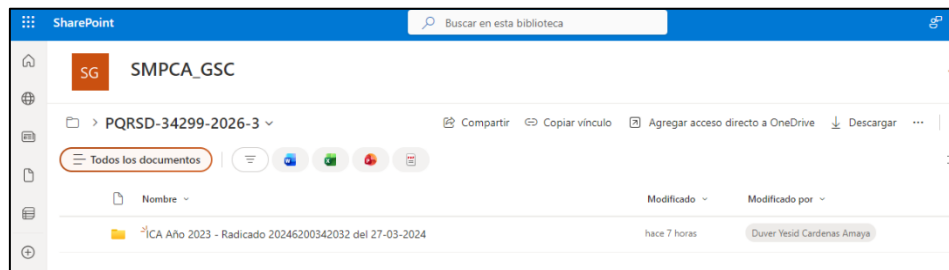 SharePoint
Buscar en esta biblioteca
SG
SMPCA_GSC
> PQRSD-34299-2026-3
Compartir Copiar vínculo Agregar acceso directo a OneDrive Descargar ...
Todos los documentos
Nombre Modificado Modificado por
ICA Año 2023 - Radicado 20246200342032 del 27-03-2024 hace 7 horas Duver Yesid Cardenas Amaya